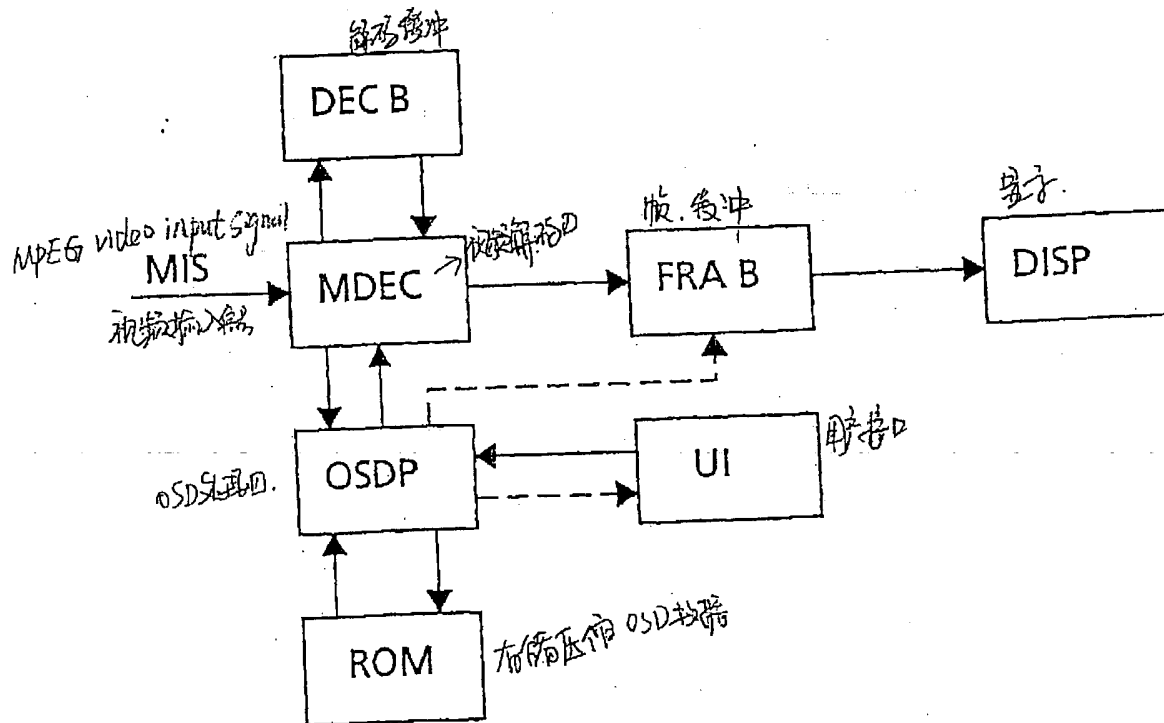 解码缓冲
DEC B
MPEG video input signal
MIS
视频输入信号
MDEC
视频解码
帧缓冲
FRA B
显示.
DISP
OSD处理
OSDP
UI
用户接口
ROM
存储压缩OSD数据